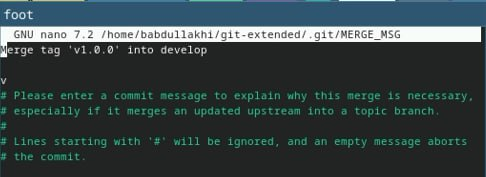 foot
GNU nano 7.2 /home/babdullakhi/git-extended/.git/MERGE_MSG
Merge tag 'v1.0.0' into develop
v
# Please enter a commit message to explain why this merge is necessary,
# especially if it merges an updated upstream into a topic branch.
#
# Lines starting with '#' will be ignored, and an empty message aborts
# the commit.